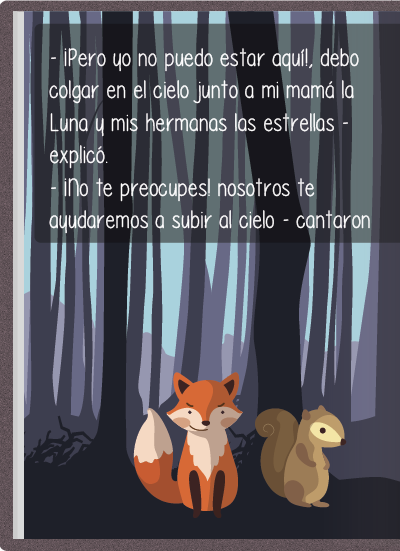 - ¡Pero yo no puedo estar aquí!, debo
colgar en el cielo junto a mi mamá la
Luna y mis hermanas las estrellas -
explicó.
- ¡No te preocupes! nosotros te
ayudaremos a subir al cielo - cantaron